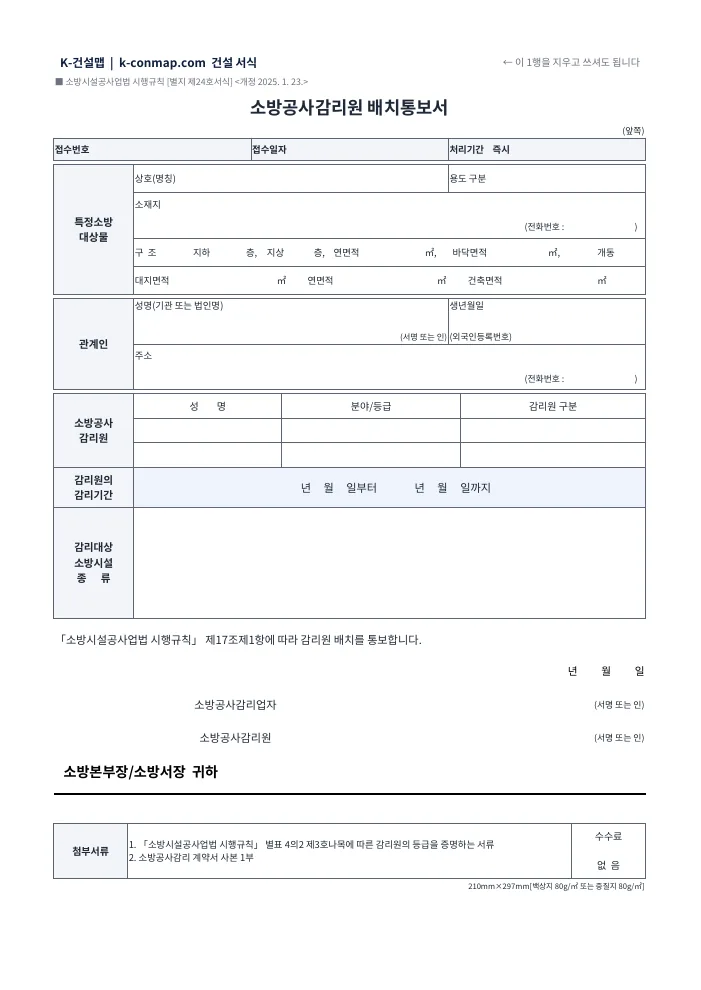 K-건설맵 | k-conmap.com 건설 서식
← 이 1행을 지우고 쓰셔도 됩니다
■ 소방시설공사업법 시행규칙 [별지 제24호서식] <개정 2025. 1. 23.>
소방공사감리원 배치통보서
(앞쪽)
접수번호 접수일자 처리기간 즉시
특정소방
대상물
상호(명칭) 용도 구분
소재지
(전화번호 : )
구 조 지하 층, 지상 층, 연면적 ㎡, 바닥면적 ㎡, 개동
대지면적 ㎡ 연면적 ㎡ 건축면적 ㎡
관계인
성명(기관 또는 법인명) 생년월일
(서명 또는 인) (외국인등록번호)
주소
(전화번호 : )
소방공사
감리원
성 명 분야/등급 감리원 구분
감리원의
감리기간
년 월 일부터 년 월 일까지
감리대상
소방시설
종 류
「소방시설공사업법 시행규칙」 제17조제1항에 따라 감리원 배치를 통보합니다.
년 월 일
소방공사감리업자 (서명 또는 인)
소방공사감리원 (서명 또는 인)
소방본부장/소방서장 귀하
첨부서류
1. 「소방시설공사업법 시행규칙」 별표 4의2 제3호나목에 따른 감리원의 등급을 증명하는 서류
2. 소방공사감리 계약서 사본 1부
수수료
없 음
210mm×297mm[백상지 80g/㎡ 또는 중질지 80g/㎡]